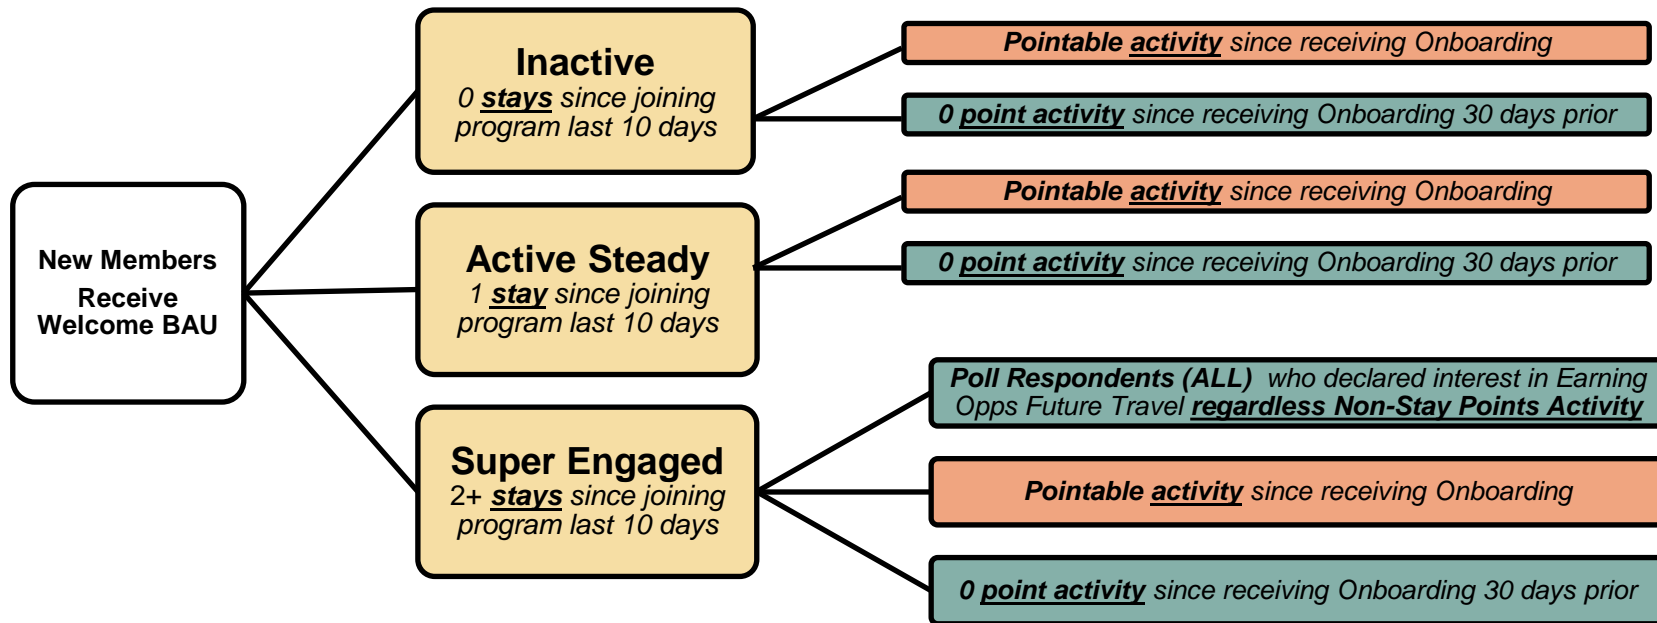 New Members
Receive
Welcome BAU
Inactive
0 stays since joining
program last 10 days
Pointable activity since receiving Onboarding
0 point activity since receiving Onboarding 30 days prior
Active Steady
1 stay since joining
program last 10 days
Pointable activity since receiving Onboarding
0 point activity since receiving Onboarding 30 days prior
Super Engaged
2+ stays since joining
program last 10 days
Poll Respondents (ALL) who declared interest in Earning
Opps Future Travel regardless Non-Stay Points Activity
Pointable activity since receiving Onboarding
0 point activity since receiving Onboarding 30 days prior